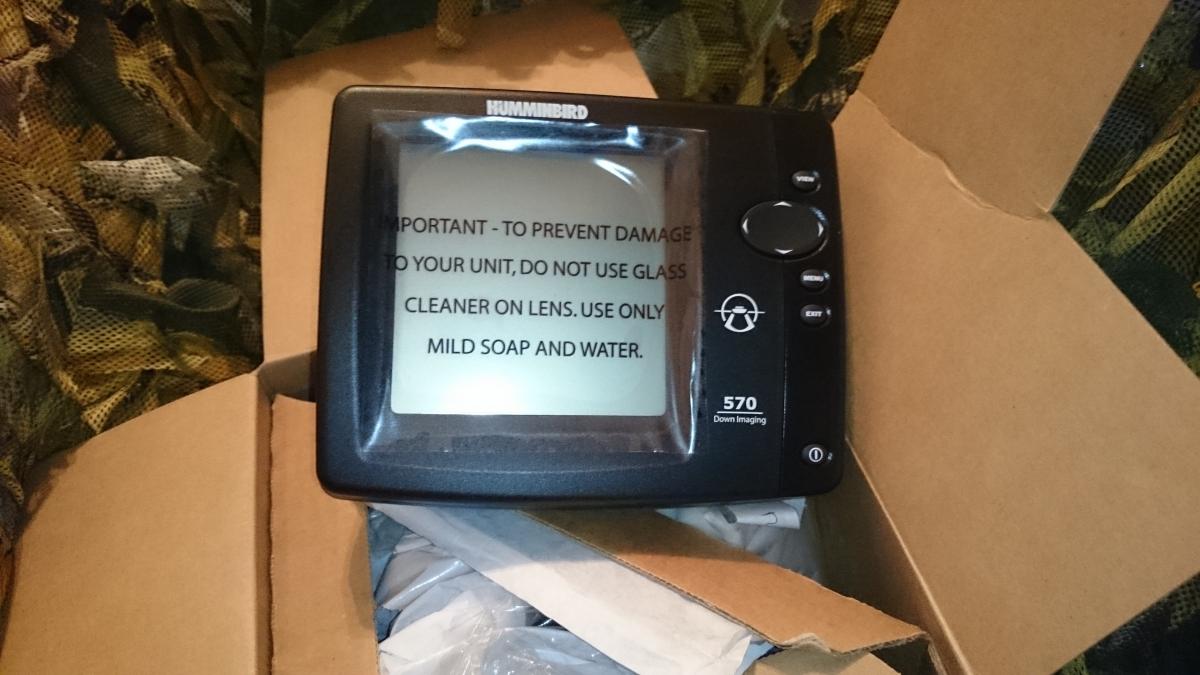 HUMMINBIRD
IMPORTANT - TO PREVENT DAMAGE
TO YOUR UNIT, DO NOT USE GLASS
CLEANER ON LENS. USE ONLY
MILD SOAP AND WATER.
VIEW
MENU
EXIT
570
Down Imaging